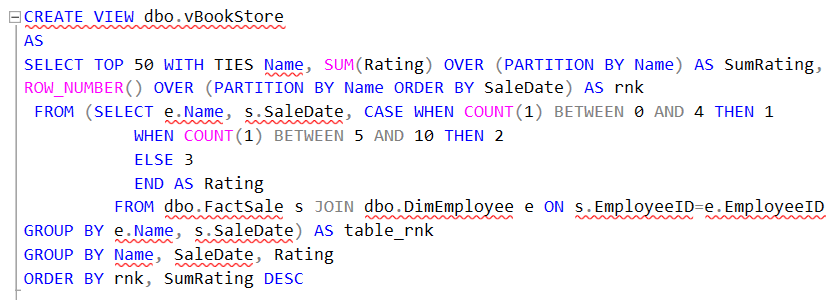 CREATE VIEW dbo.vBookStore
AS
SELECT TOP 50 WITH TIES Name, SUM(Rating) OVER (PARTITION BY Name) AS SumRating,
ROW_NUMBER() OVER (PARTITION BY Name ORDER BY SaleDate) AS rnk
FROM (SELECT e.Name, s.SaleDate, CASE WHEN COUNT(1) BETWEEN 0 AND 4 THEN 1
WHEN COUNT(1) BETWEEN 5 AND 10 THEN 2
ELSE 3
END AS Rating
FROM dbo.FactSale s JOIN dbo.DimEmployee e ON s.EmployeeID=e.EmployeeID
GROUP BY e.Name, s.SaleDate) AS table_rnk
GROUP BY Name, SaleDate, Rating
ORDER BY rnk, SumRating DESC